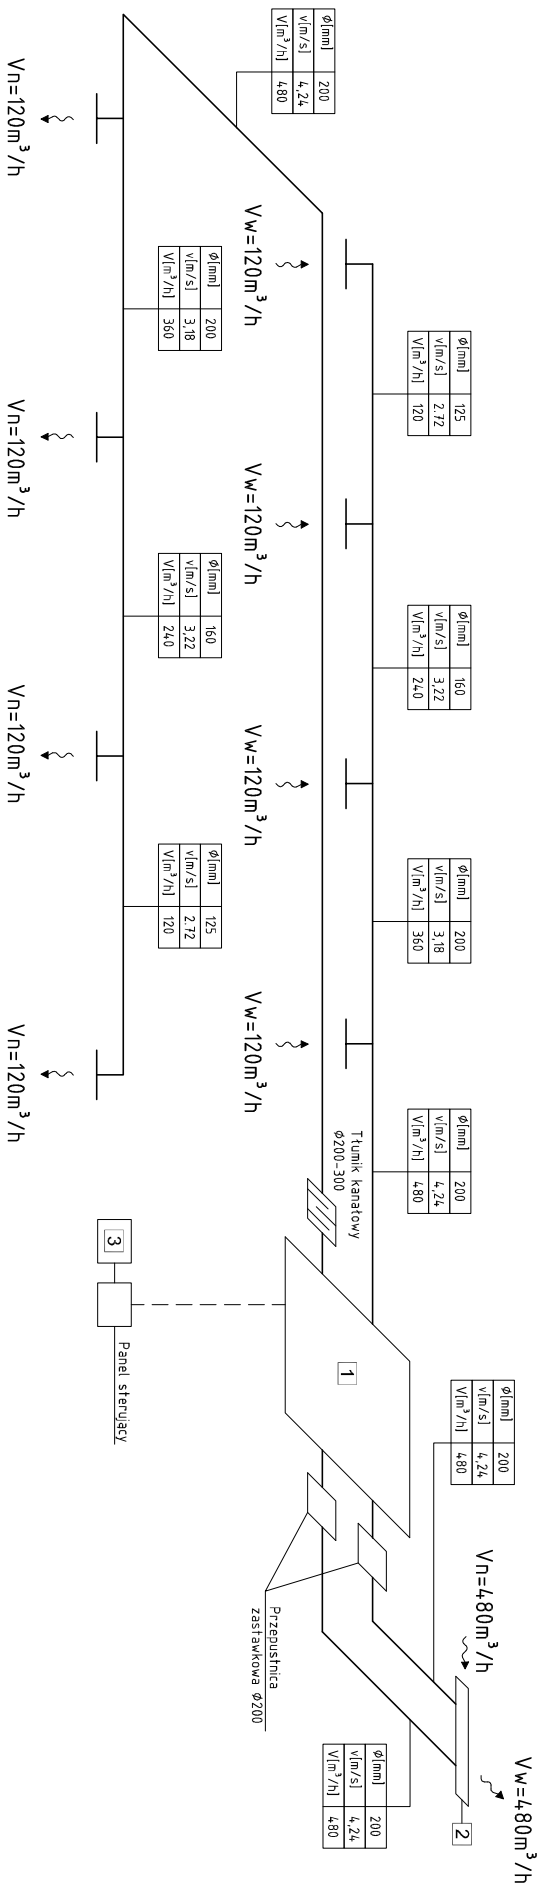 Vw=480m³/h
Vn=480m³/h
Ø[mm] 200
v[m/s] 4,24
V[m³/h] 480
2
Ø[mm] 125
v[m/s] 2.72
V[m³/h] 120
Ø[mm] 160
v[m/s] 3,22
V[m³/h] 240
Ø[mm] 200
v[m/s] 3,18
V[m³/h] 360
Ø[mm] 200
v[m/s] 4,24
V[m³/h] 480
Ø[mm] 200
v[m/s] 4,24
V[m³/h] 480
Tłumik kanałowy
Ø200-300
1
Ø[mm] 200
v[m/s] 4,24
V[m³/h] 480
Przepustnica
zastawkowa Ø200
Vw=120m³/h
Vw=120m³/h
Vw=120m³/h
Vw=120m³/h
Ø[mm] 200
v[m/s] 3,18
V[m³/h] 360
Ø[mm] 160
v[m/s] 3,22
V[m³/h] 240
Ø[mm] 125
v[m/s] 2.72
V[m³/h] 120
3
Panel sterujący
Vn=120m³/h
Vn=120m³/h
Vn=120m³/h
Vn=120m³/h